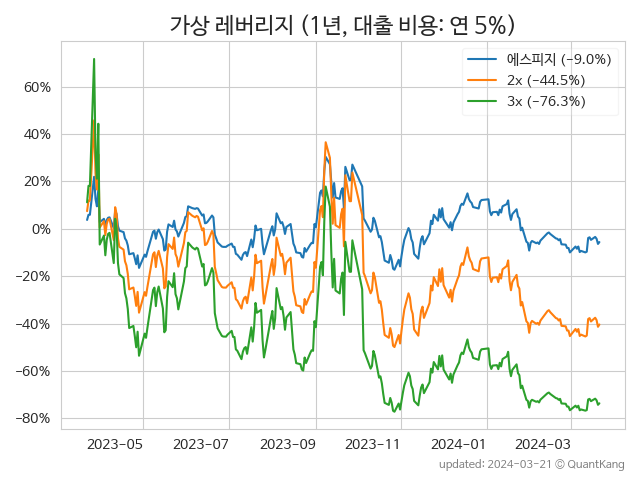 가상 레버리지 (1년, 대출 비용: 연 5%)
에스피지 (−9.0%)
2x (−44.5%)
3x (−76.3%)
60%
40%
20%
0%
−20%
−40%
−60%
−80%
2023-05
2023-07
2023-09
2023-11
2024-01
2024-03
updated: 2024-03-21 © QuantKang